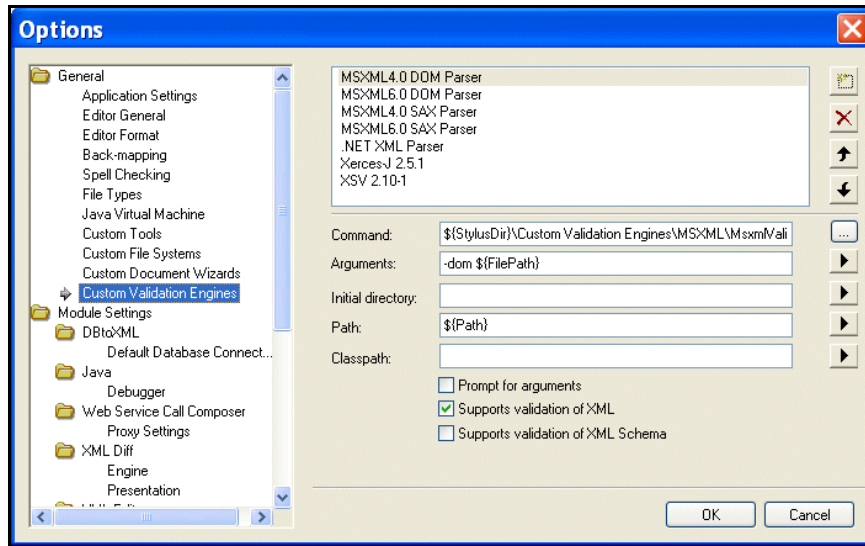 Options
General
Application Settings
Editor General
Editor Format
Back-mapping
Spell Checking
File Types
Java Virtual Machine
Custom Tools
Custom File Systems
Custom Document Wizards
Custom Validation Engines
Module Settings
DBtoXML
Default Database Connect...
Java
Debugger
Web Service Call Composer
Proxy Settings
XML Diff
Engine
Presentation
MSXML4.0 DOM Parser
MSXML6.0 DOM Parser
MSXML4.0 SAX Parser
MSXML6.0 SAX Parser
.NET XML Parser
Xerces-J 2.5.1
XSV 2.10-1
Command: ${StylusDir}\Custom Validation Engines\MSXML\MsxmlVali ...
Arguments: -dom ${FilePath}
Initial directory:
Path: ${Path}
Classpath:
Prompt for arguments
Supports validation of XML
Supports validation of XML Schema
OK Cancel